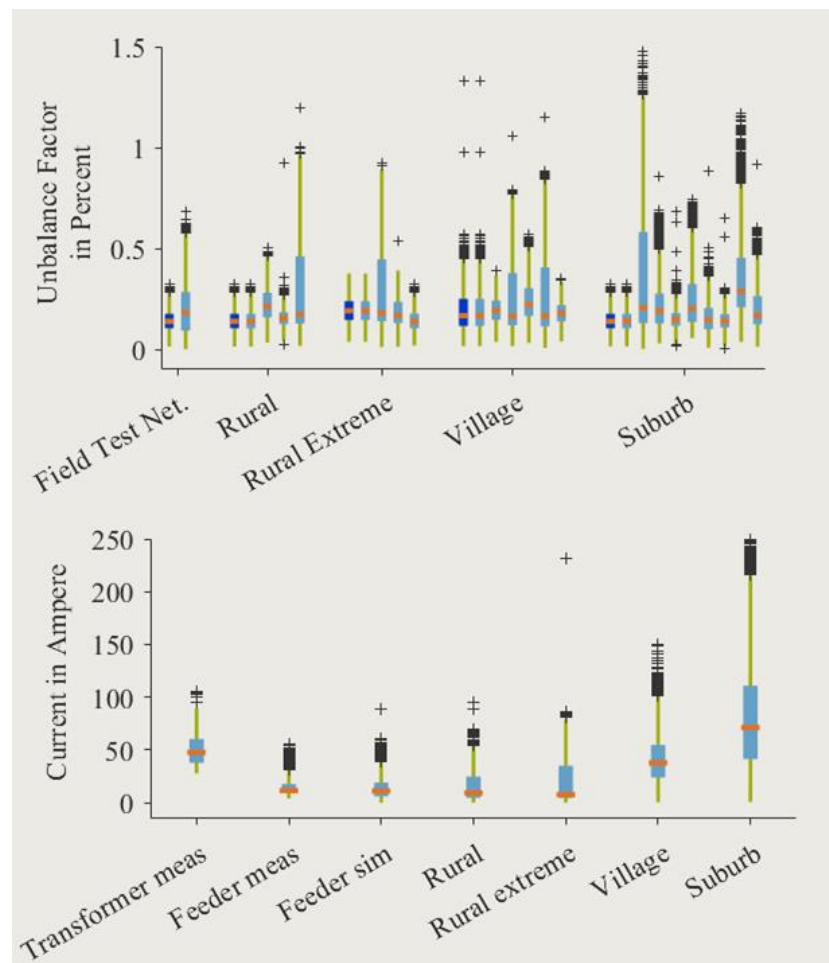 Unbalance Factor
in Percent
1.5
1
0.5
0
Field Test Net.
Rural
Rural Extreme
Village
Suburb
Current in Ampere
250
200
150
100
50
0
Transformer meas
Feeder meas
Feeder sim
Rural
Rural extreme
Village
Suburb